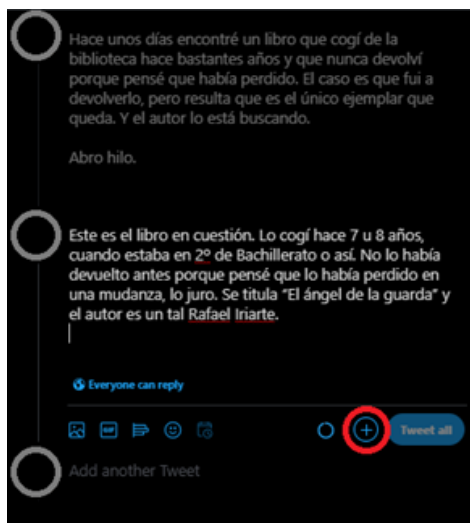 Hace unos días encontré un libro que cogí de la
biblioteca hace bastantes años y que nunca devolví
porque pensé que había perdido. El caso es que fui a
devolverlo, pero resulta que es el único ejemplar que
queda. Y el autor lo está buscando.
Abro hilo.
Este es el libro en cuestión. Lo cogí hace 7 u 8 años,
cuando estaba en 2º de Bachillerato o así. No lo había
devuelto antes porque pensé que lo había perdido en
una mudanza, lo juro. Se titula “El ángel de la guarda” y
el autor es un tal Rafael Iriarte.
Everyone can reply
GIF
Tweet all
Add another Tweet